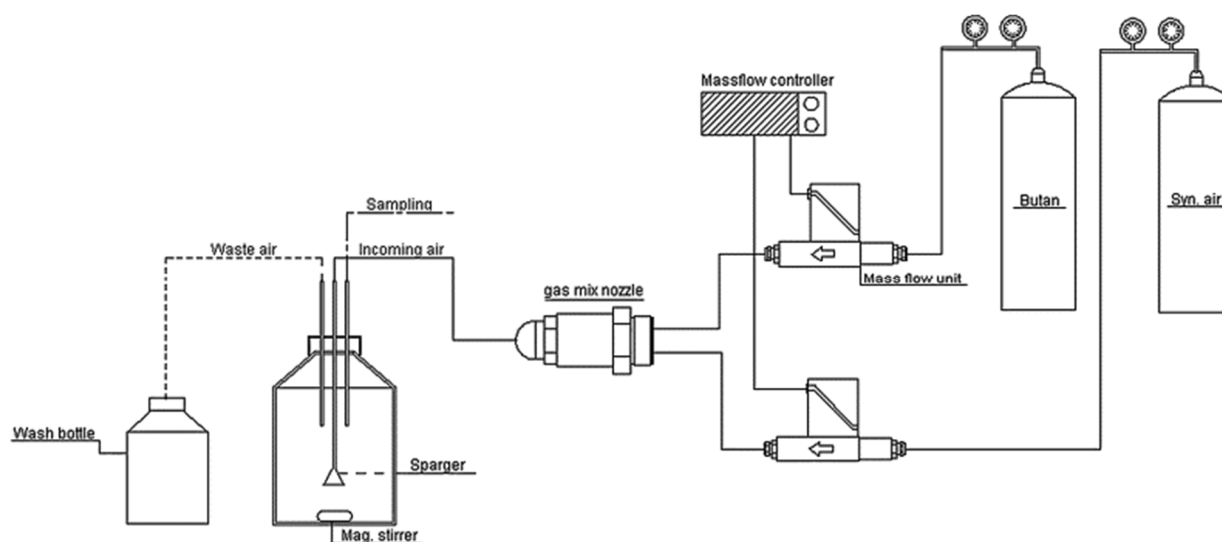 Massflow controller
Butan
Syn. air
Sampling
Waste air
Incoming air
Mass flow unit
gas mix nozzle
Wash bottle
Sparger
Mag. stirrer